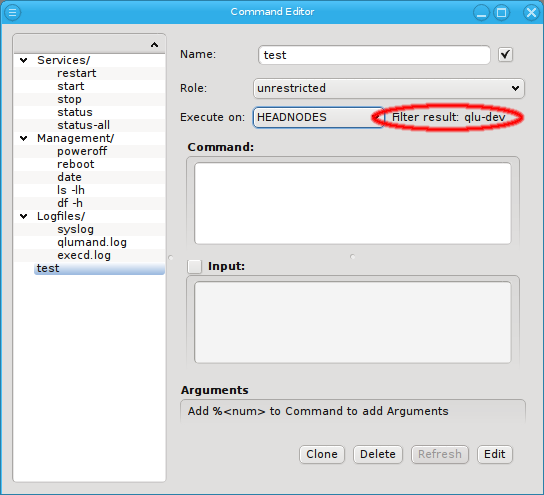 Command Editor
Services/
restart
start
stop
status
status-all
Management/
poweroff
reboot
date
ls -lh
df -h
Logfiles/
syslog
qlumand.log
execd.log
test
Name: test
Role: unrestricted
Execute on: HEADNODES Filter result: qlu-dev
Command:
Input:
Arguments
Add %<num> to Command to add Arguments
Clone Delete Refresh Edit